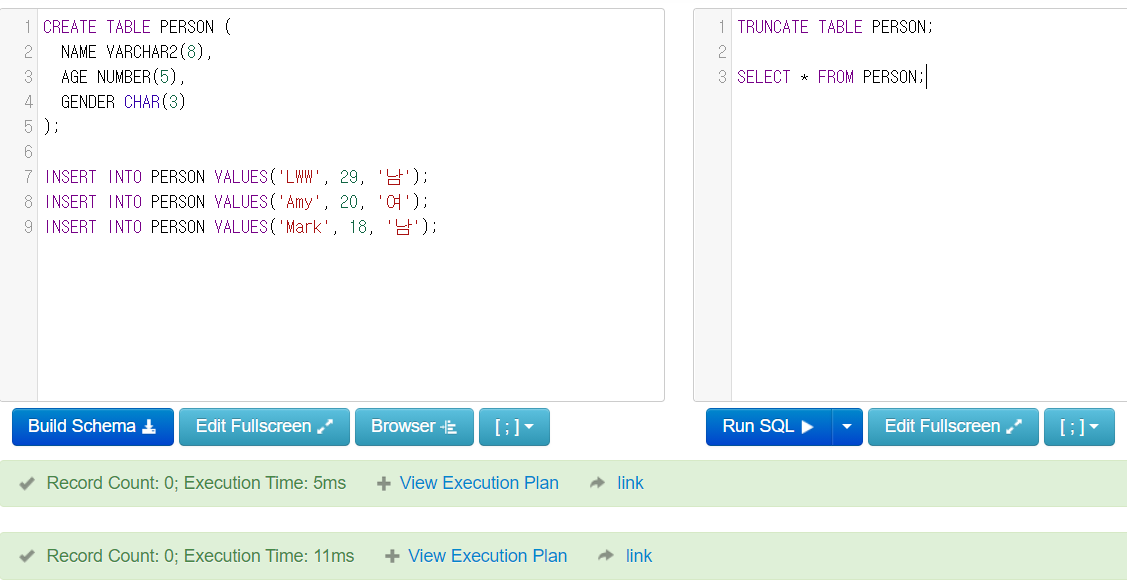 1 CREATE TABLE PERSON (
2 NAME VARCHAR2(8),
3 AGE NUMBER(5),
4 GENDER CHAR(3)
5 );
6
7 INSERT INTO PERSON VALUES('LWW', 29, '남');
8 INSERT INTO PERSON VALUES('Amy', 20, '여');
9 INSERT INTO PERSON VALUES('Mark', 18, '남');
1 TRUNCATE TABLE PERSON;
2
3 SELECT * FROM PERSON;
Build Schema Edit Fullscreen Browser [ ; ]
Run SQL Edit Fullscreen [ ; ]
Record Count: 0; Execution Time: 5ms View Execution Plan link
Record Count: 0; Execution Time: 11ms View Execution Plan link